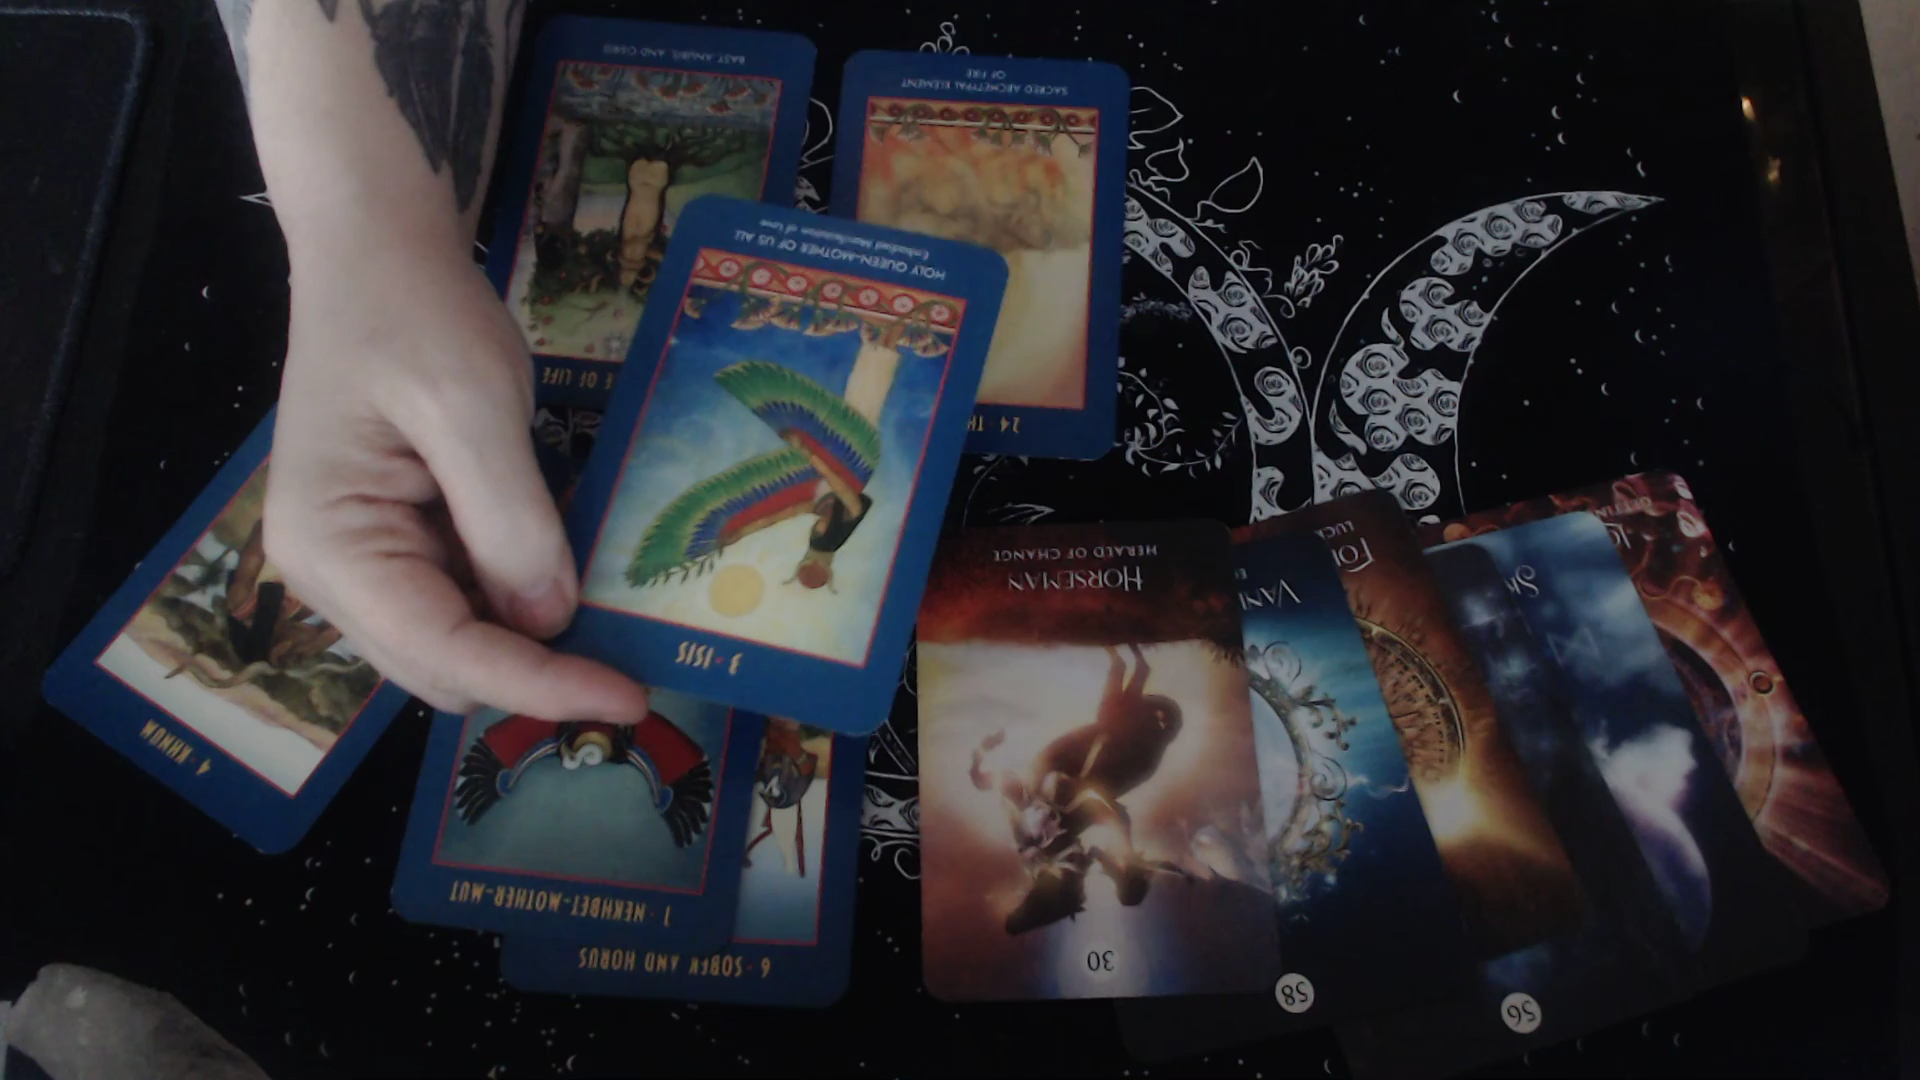 BAST, ANUBIS, AND OSIRIS
OF LIFE
SACRED ARCHETYPAL ELEMENT
OF FIRE
24
HOLY QUEEN-MOTHER OF US ALL
Embodied Manifestation of Love
3 · ISIS
4 · KHNUM
1 · NEKHBET-MOTHER-MUT
6 · SOBEK AND HORUS
HORSEMAN
HERALD OF CHANGE
30
LUCK
58
56